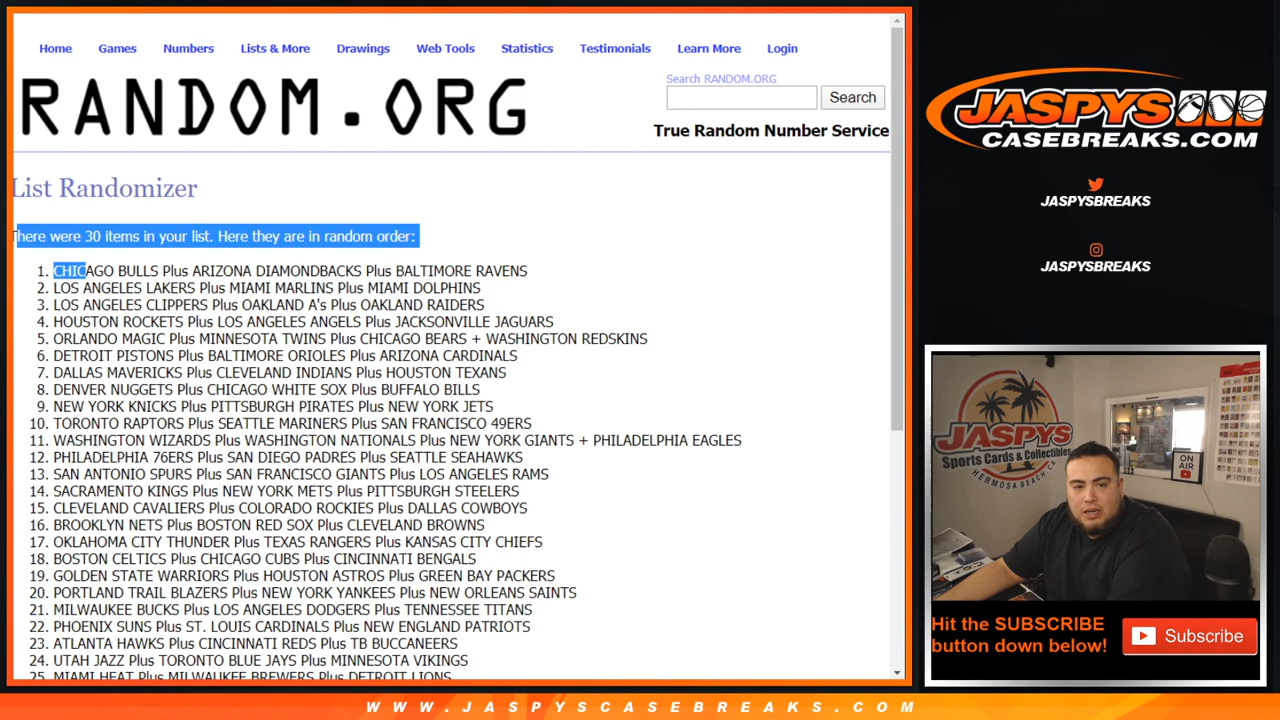 Home Games Numbers Lists & More Drawings Web Tools Statistics Testimonials Learn More Login
RANDOM.ORG
Search RANDOM.ORG
Search
True Random Number Service
List Randomizer
There were 30 items in your list. Here they are in random order:
1. CHICAGO BULLS Plus ARIZONA DIAMONDBACKS Plus BALTIMORE RAVENS
2. LOS ANGELES LAKERS Plus MIAMI MARLINS Plus MIAMI DOLPHINS
3. LOS ANGELES CLIPPERS Plus OAKLAND A's Plus OAKLAND RAIDERS
4. HOUSTON ROCKETS Plus LOS ANGELES ANGELS Plus JACKSONVILLE JAGUARS
5. ORLANDO MAGIC Plus MINNESOTA TWINS Plus CHICAGO BEARS + WASHINGTON REDSKINS
6. DETROIT PISTONS Plus BALTIMORE ORIOLES Plus ARIZONA CARDINALS
7. DALLAS MAVERICKS Plus CLEVELAND INDIANS Plus HOUSTON TEXANS
8. DENVER NUGGETS Plus CHICAGO WHITE SOX Plus BUFFALO BILLS
9. NEW YORK KNICKS Plus PITTSBURGH PIRATES Plus NEW YORK JETS
10. TORONTO RAPTORS Plus SEATTLE MARINERS Plus SAN FRANCISCO 49ERS
11. WASHINGTON WIZARDS Plus WASHINGTON NATIONALS Plus NEW YORK GIANTS + PHILADELPHIA EAGLES
12. PHILADELPHIA 76ERS Plus SAN DIEGO PADRES Plus SEATTLE SEAHAWKS
13. SAN ANTONIO SPURS Plus SAN FRANCISCO GIANTS Plus LOS ANGELES RAMS
14. SACRAMENTO KINGS Plus NEW YORK METS Plus PITTSBURGH STEELERS
15. CLEVELAND CAVALIERS Plus COLORADO ROCKIES Plus DALLAS COWBOYS
16. BROOKLYN NETS Plus BOSTON RED SOX Plus CLEVELAND BROWNS
17. OKLAHOMA CITY THUNDER Plus TEXAS RANGERS Plus KANSAS CITY CHIEFS
18. BOSTON CELTICS Plus CHICAGO CUBS Plus CINCINNATI BENGALS
19. GOLDEN STATE WARRIORS Plus HOUSTON ASTROS Plus GREEN BAY PACKERS
20. PORTLAND TRAIL BLAZERS Plus NEW YORK YANKEES Plus NEW ORLEANS SAINTS
21. MILWAUKEE BUCKS Plus LOS ANGELES DODGERS Plus TENNESSEE TITANS
22. PHOENIX SUNS Plus ST. LOUIS CARDINALS Plus NEW ENGLAND PATRIOTS
23. ATLANTA HAWKS Plus CINCINNATI REDS Plus TB BUCCANEERS
24. UTAH JAZZ Plus TORONTO BLUE JAYS Plus MINNESOTA VIKINGS
25. MIAMI HEAT Plus MILWAUKEE BREWERS Plus DETROIT LIONS
JASPYS
CASEBREAKS.COM
JASPYSBREAKS
JASPYSBREAKS
JASPYS
Sports Cards & Collectibles
HERMOSA BEACH, CA
ON
AIR
Hit the SUBSCRIBE
button down below!
Subscribe
WWW.JASPYSCASEBREAKS.COM